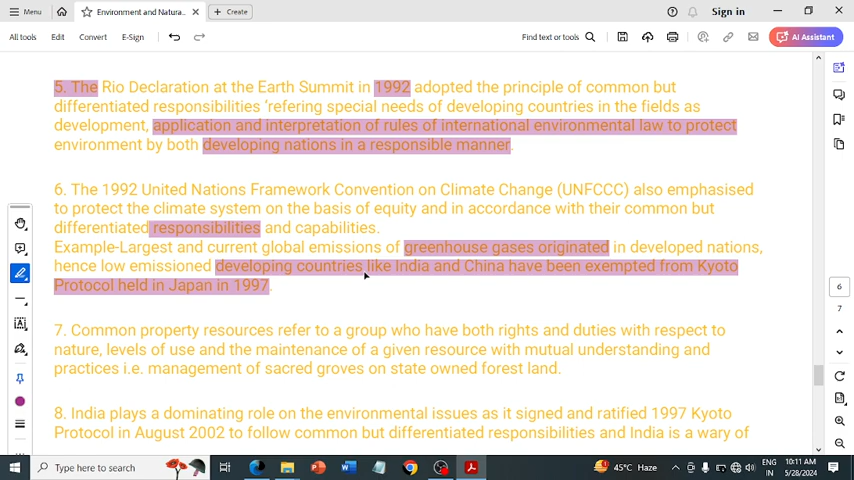 Menu
Environment and Natura...
Create
Sign in
All tools
Edit
Convert
E-Sign
Find text or tools
AI Assistant
5. The Rio Declaration at the Earth Summit in 1992 adopted the principle of common but
differentiated responsibilities ‘refering special needs of developing countries in the fields as
development, application and interpretation of rules of international environmental law to protect
environment by both developing nations in a responsible manner.
6. The 1992 United Nations Framework Convention on Climate Change (UNFCCC) also emphasised
to protect the climate system on the basis of equity and in accordance with their common but
differentiated responsibilities and capabilities.
Example-Largest and current global emissions of greenhouse gases originated in developed nations,
hence low emissioned developing countries like India and China have been exempted from Kyoto
Protocol held in Japan in 1997.
7. Common property resources refer to a group who have both rights and duties with respect to
nature, levels of use and the maintenance of a given resource with mutual understanding and
practices i.e. management of sacred groves on state owned forest land.
8. India plays a dominating role on the environmental issues as it signed and ratified 1997 Kyoto
Protocol in August 2002 to follow common but differentiated responsibilities and India is a wary of
6
7
Type here to search
45°C Haze
ENG
IN
10:11 AM
5/28/2024